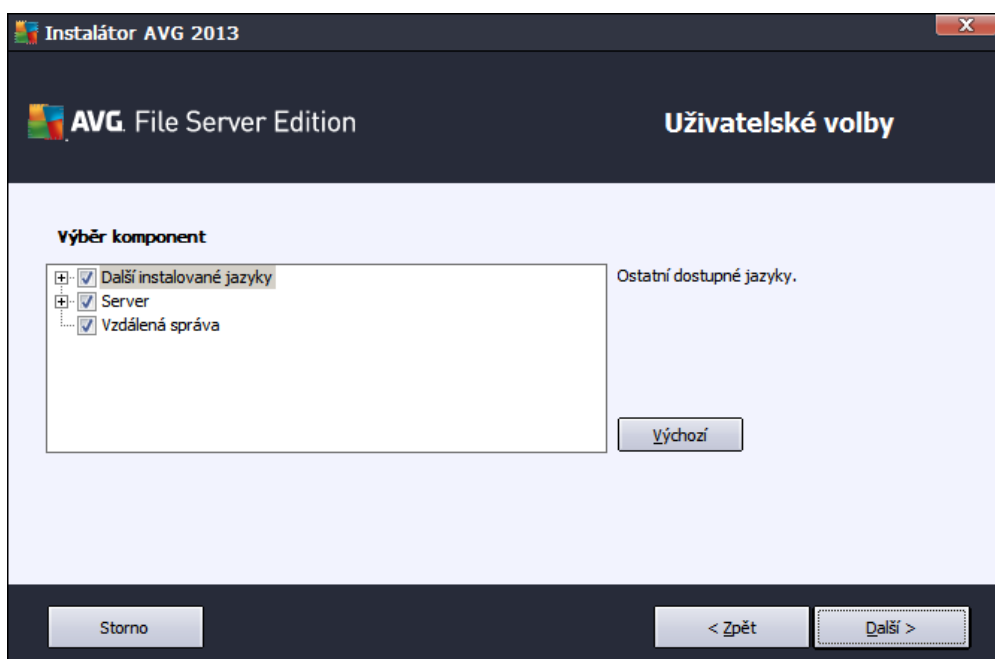 Instalátor AVG 2013
X
AVG. File Server Edition
Uživatelské volby
Výběr komponent
Další instalované jazyky
Ostatní dostupné jazyky.
Server
Vzdálená správa
Výchozí
Storno
< Zpět
Další >